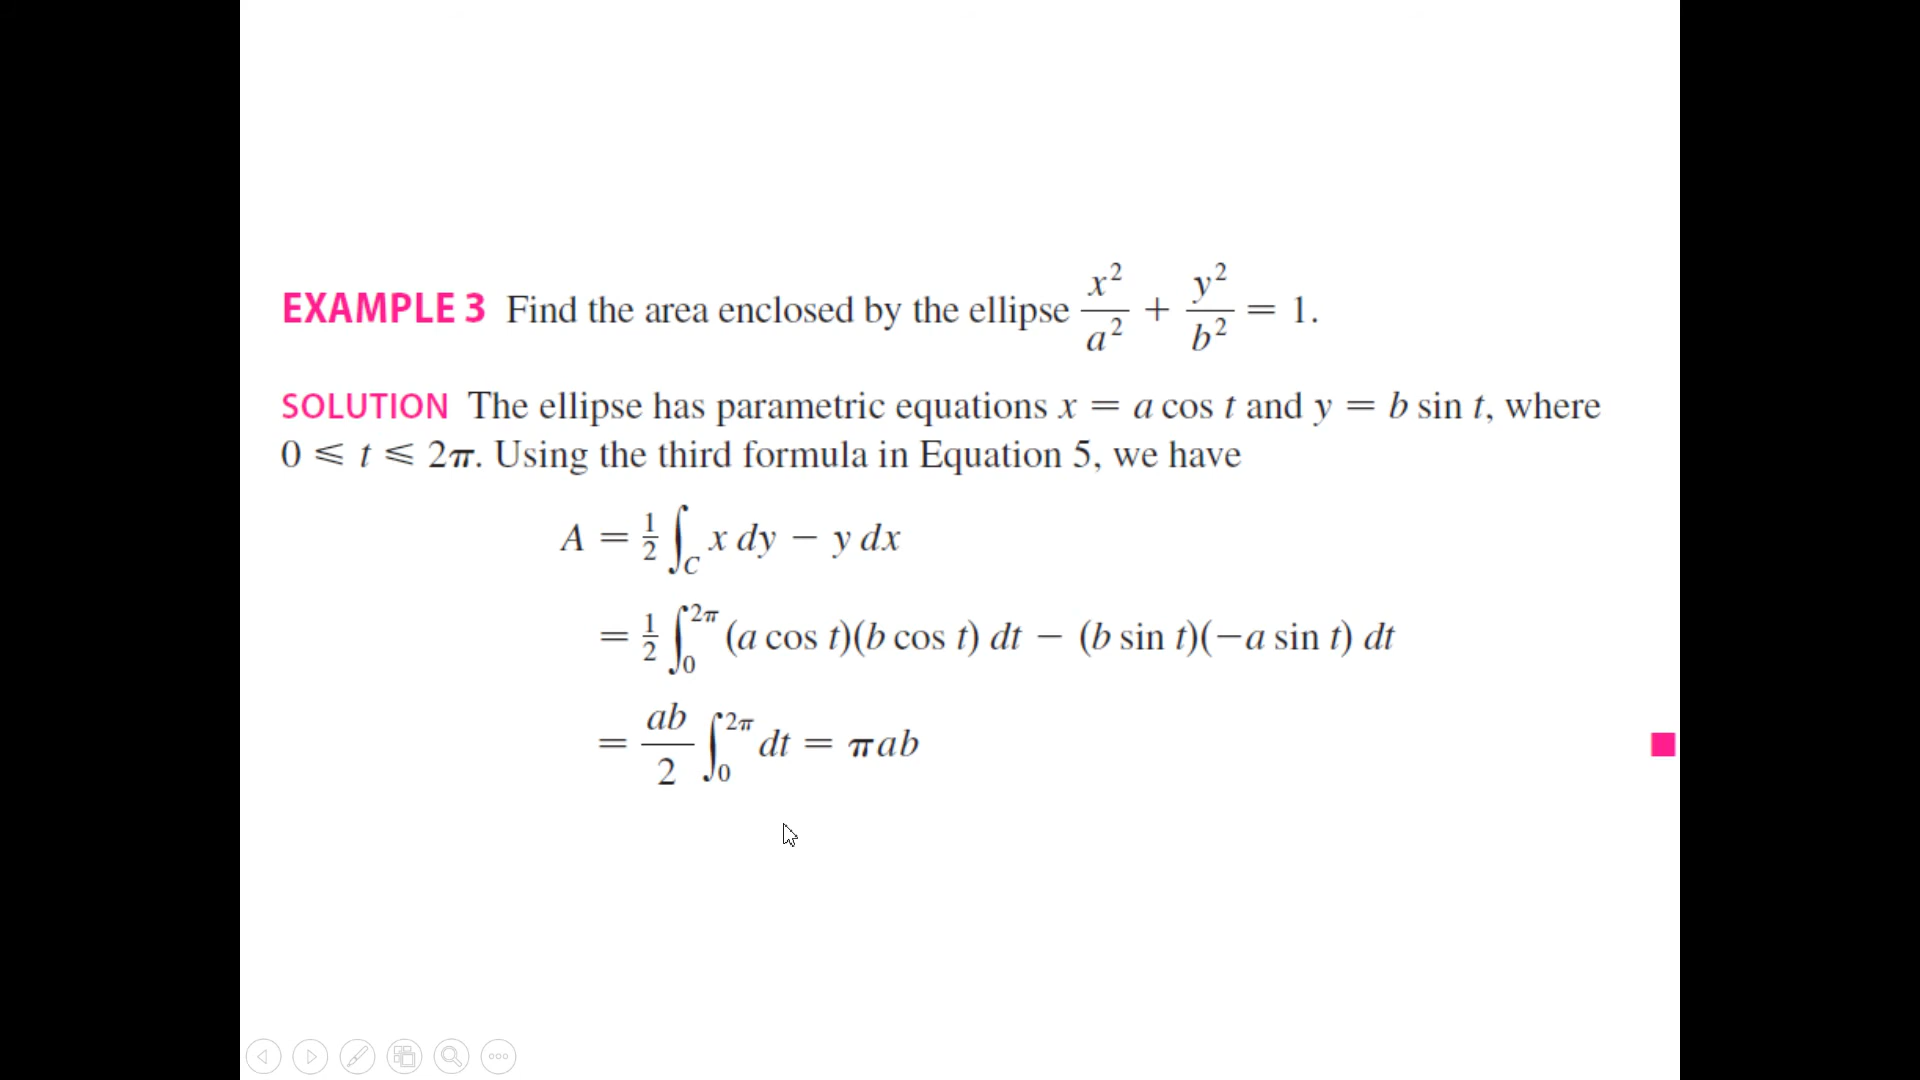 EXAMPLE 3 Find the area enclosed by the ellipse x²/a² + y²/b² = 1.
SOLUTION The ellipse has parametric equations x = a cos t and y = b sin t, where
0 ⩽ t ⩽ 2π. Using the third formula in Equation 5, we have
A = ½ ∫_C x dy − y dx
= ½ ∫₀^{2π} (a cos t)(b cos t) dt − (b sin t)(−a sin t) dt
= ab/2 ∫₀^{2π} dt = πab